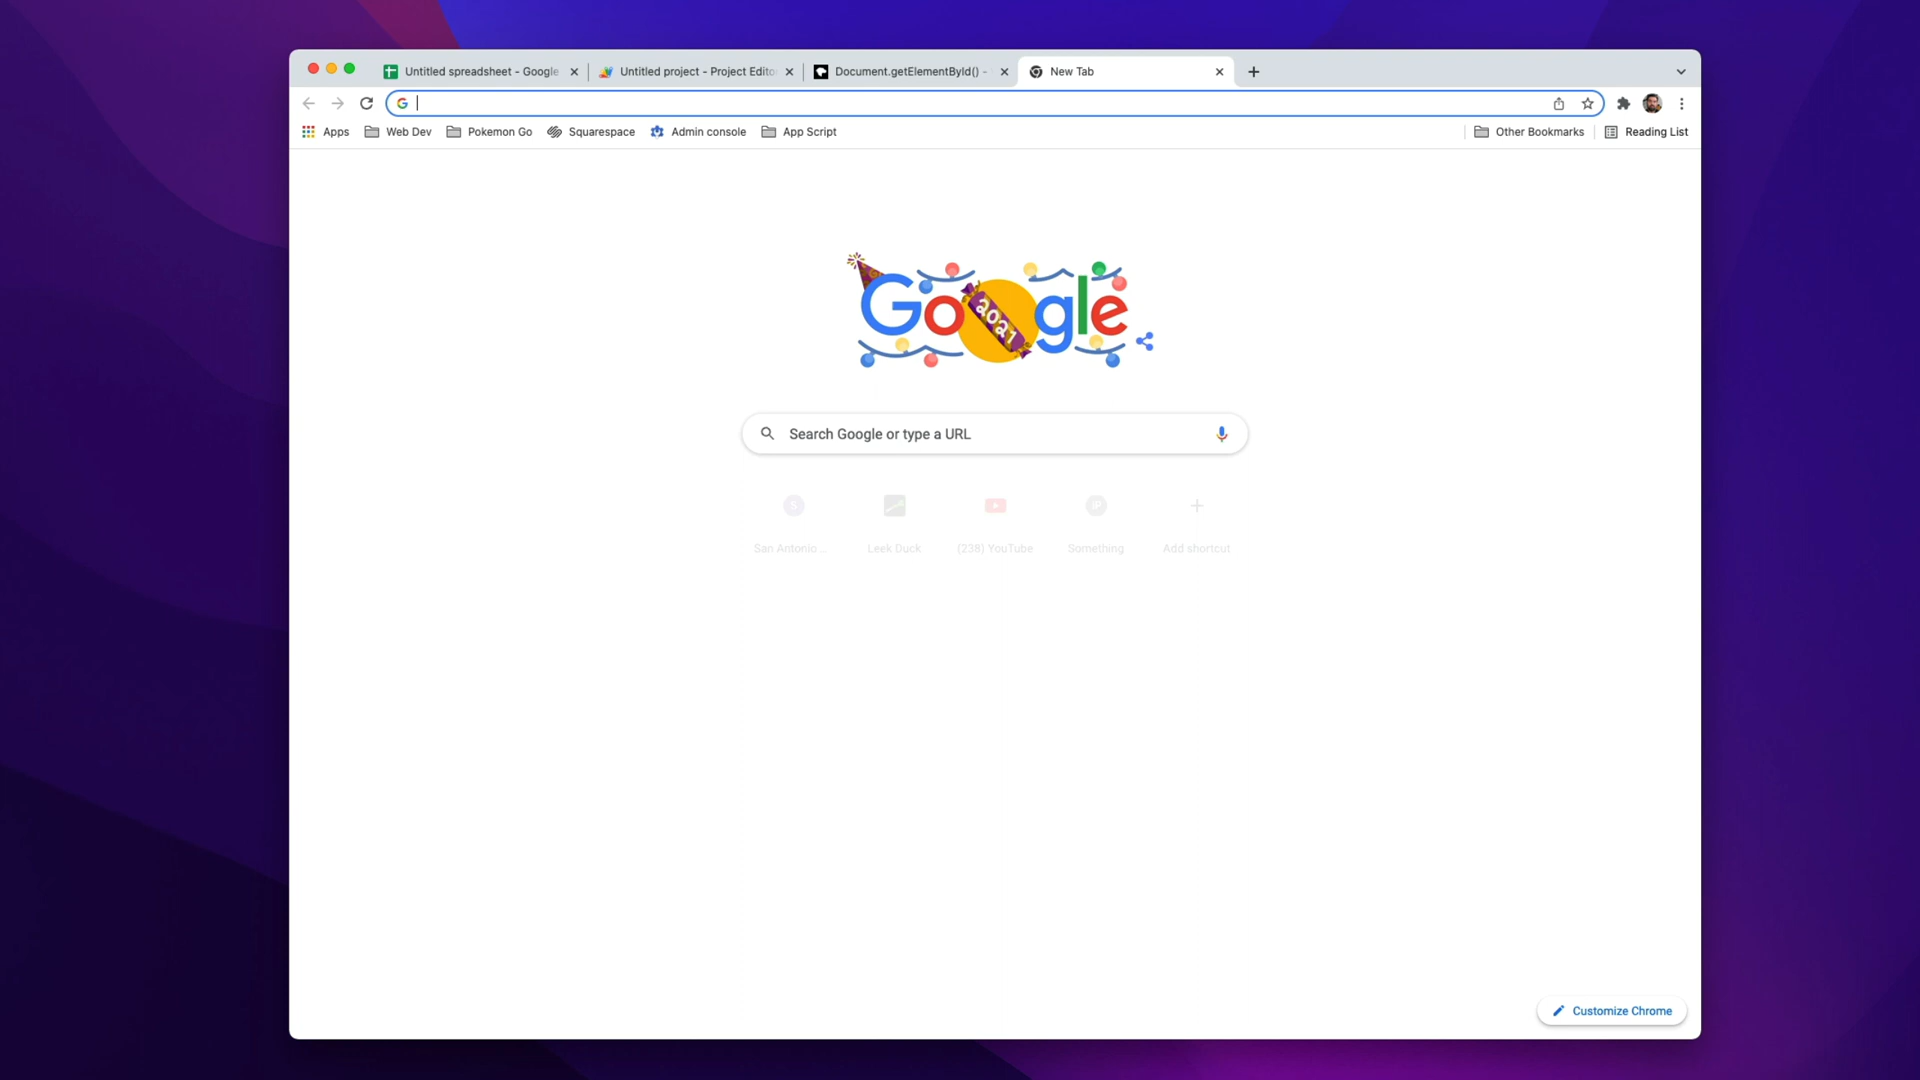 Untitled spreadsheet - Google
Untitled project - Project Editor
Document.getElementById() -
New Tab
Apps
Web Dev
Pokemon Go
Squarespace
Admin console
App Script
Other Bookmarks
Reading List
Google
2021
Search Google or type a URL
S
San Antonio...
Leek Duck
(238) YouTube
Something
Add shortcut
Customize Chrome